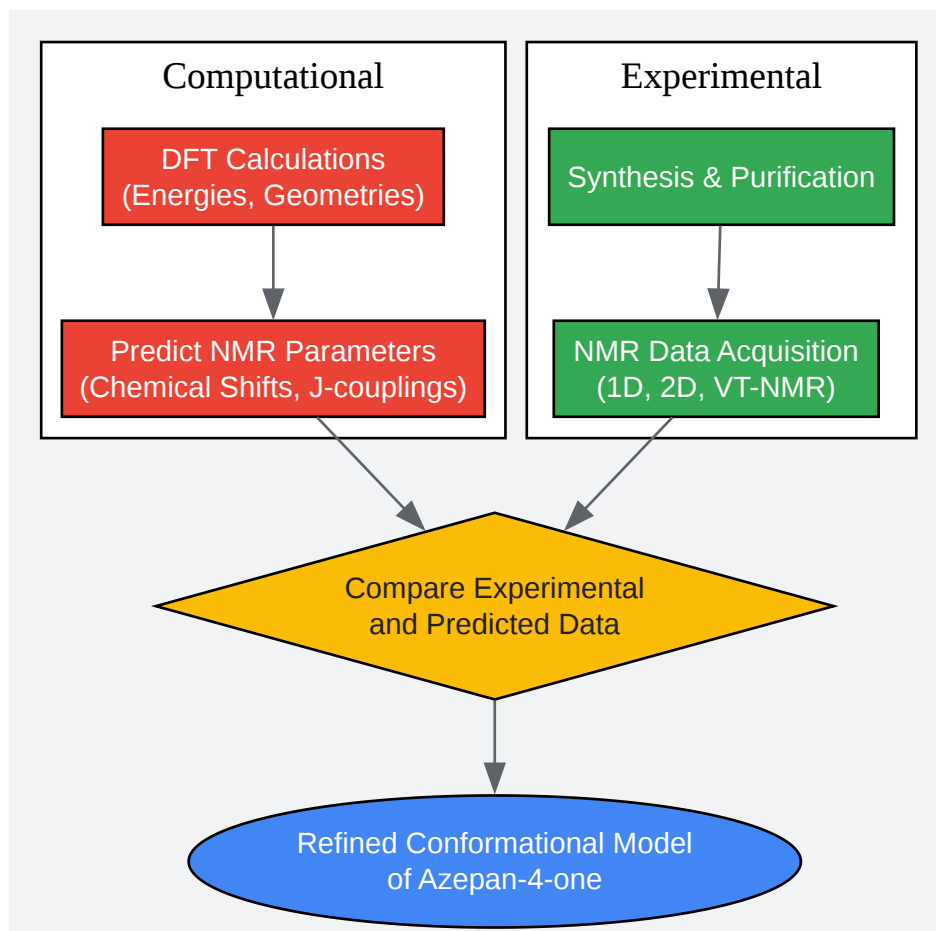 Computational
DFT Calculations
(Energies, Geometries)
Predict NMR Parameters
(Chemical Shifts, J-couplings)
Experimental
Synthesis & Purification
NMR Data Acquisition
(1D, 2D, VT-NMR)
Compare Experimental
and Predicted Data
Refined Conformational Model
of Azepan-4-one